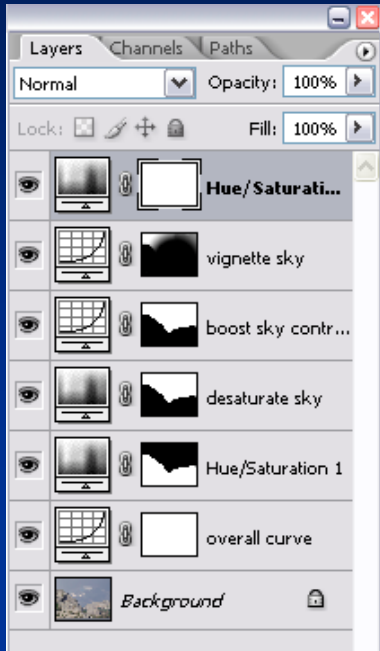 Layers Channels Paths
Normal Opacity: 100%
Lock: Fill: 100%
Hue/Saturati...
vignette sky
boost sky contr...
desaturate sky
Hue/Saturation 1
overall curve
Background